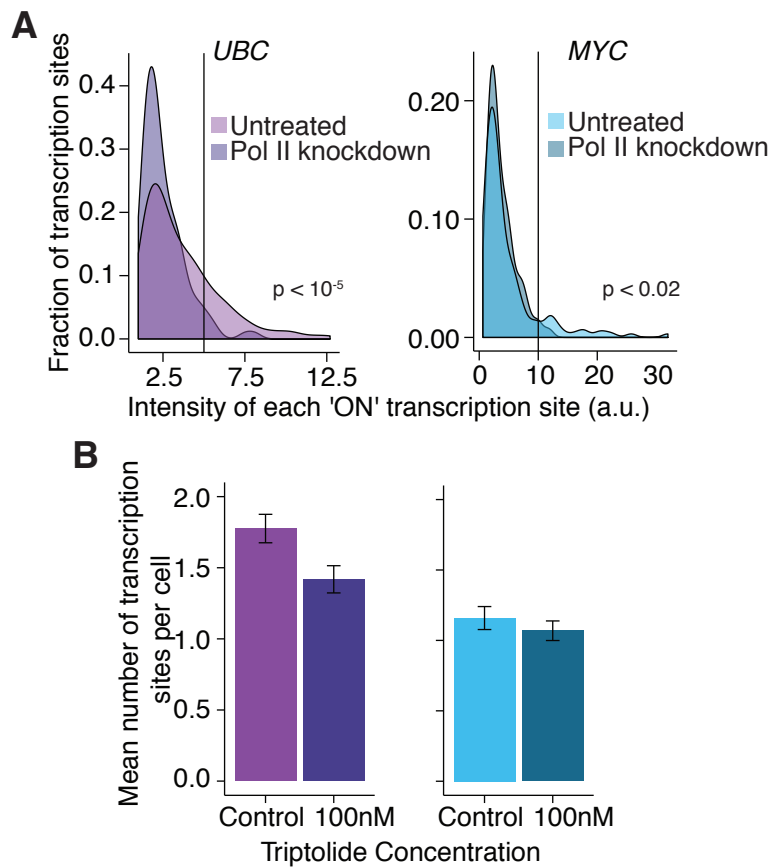 A
UBC
MYC
Fraction of transcription sites
0.4
0.3
0.2
0.1
0.0
Untreated
Pol II knockdown
p < 10-5
2.5 7.5 12.5
0.20
0.10
0.00
Untreated
Pol II knockdown
p < 0.02
0 10 20 30
Intensity of each 'ON' transcription site (a.u.)
B
Mean number of transcription
sites per cell
2.0
1.5
1.0
0.5
0.0
Control 100nM
Control 100nM
Triptolide Concentration